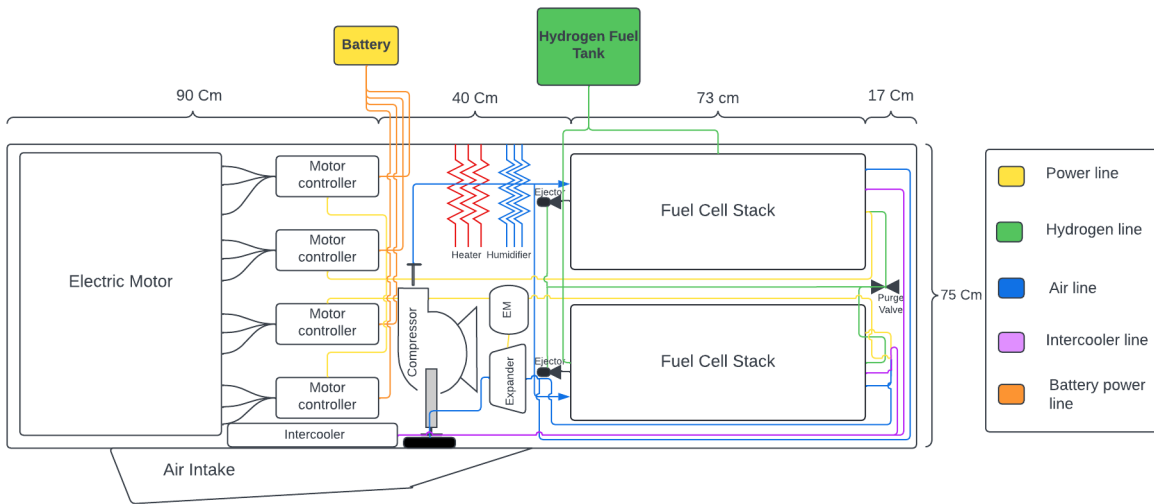 Battery
Hydrogen Fuel
Tank
90 Cm
40 Cm
73 cm
17 Cm
Motor
controller
Ejector
Fuel Cell Stack
Heater
Humidifier
Motor
controller
Electric Motor
EM
Purge
Valve
75 Cm
Motor
controller
Compressor
Expander
Ejector
Fuel Cell Stack
Motor
controller
Intercooler
Air Intake
Power line
Hydrogen line
Air line
Intercooler line
Battery power
line